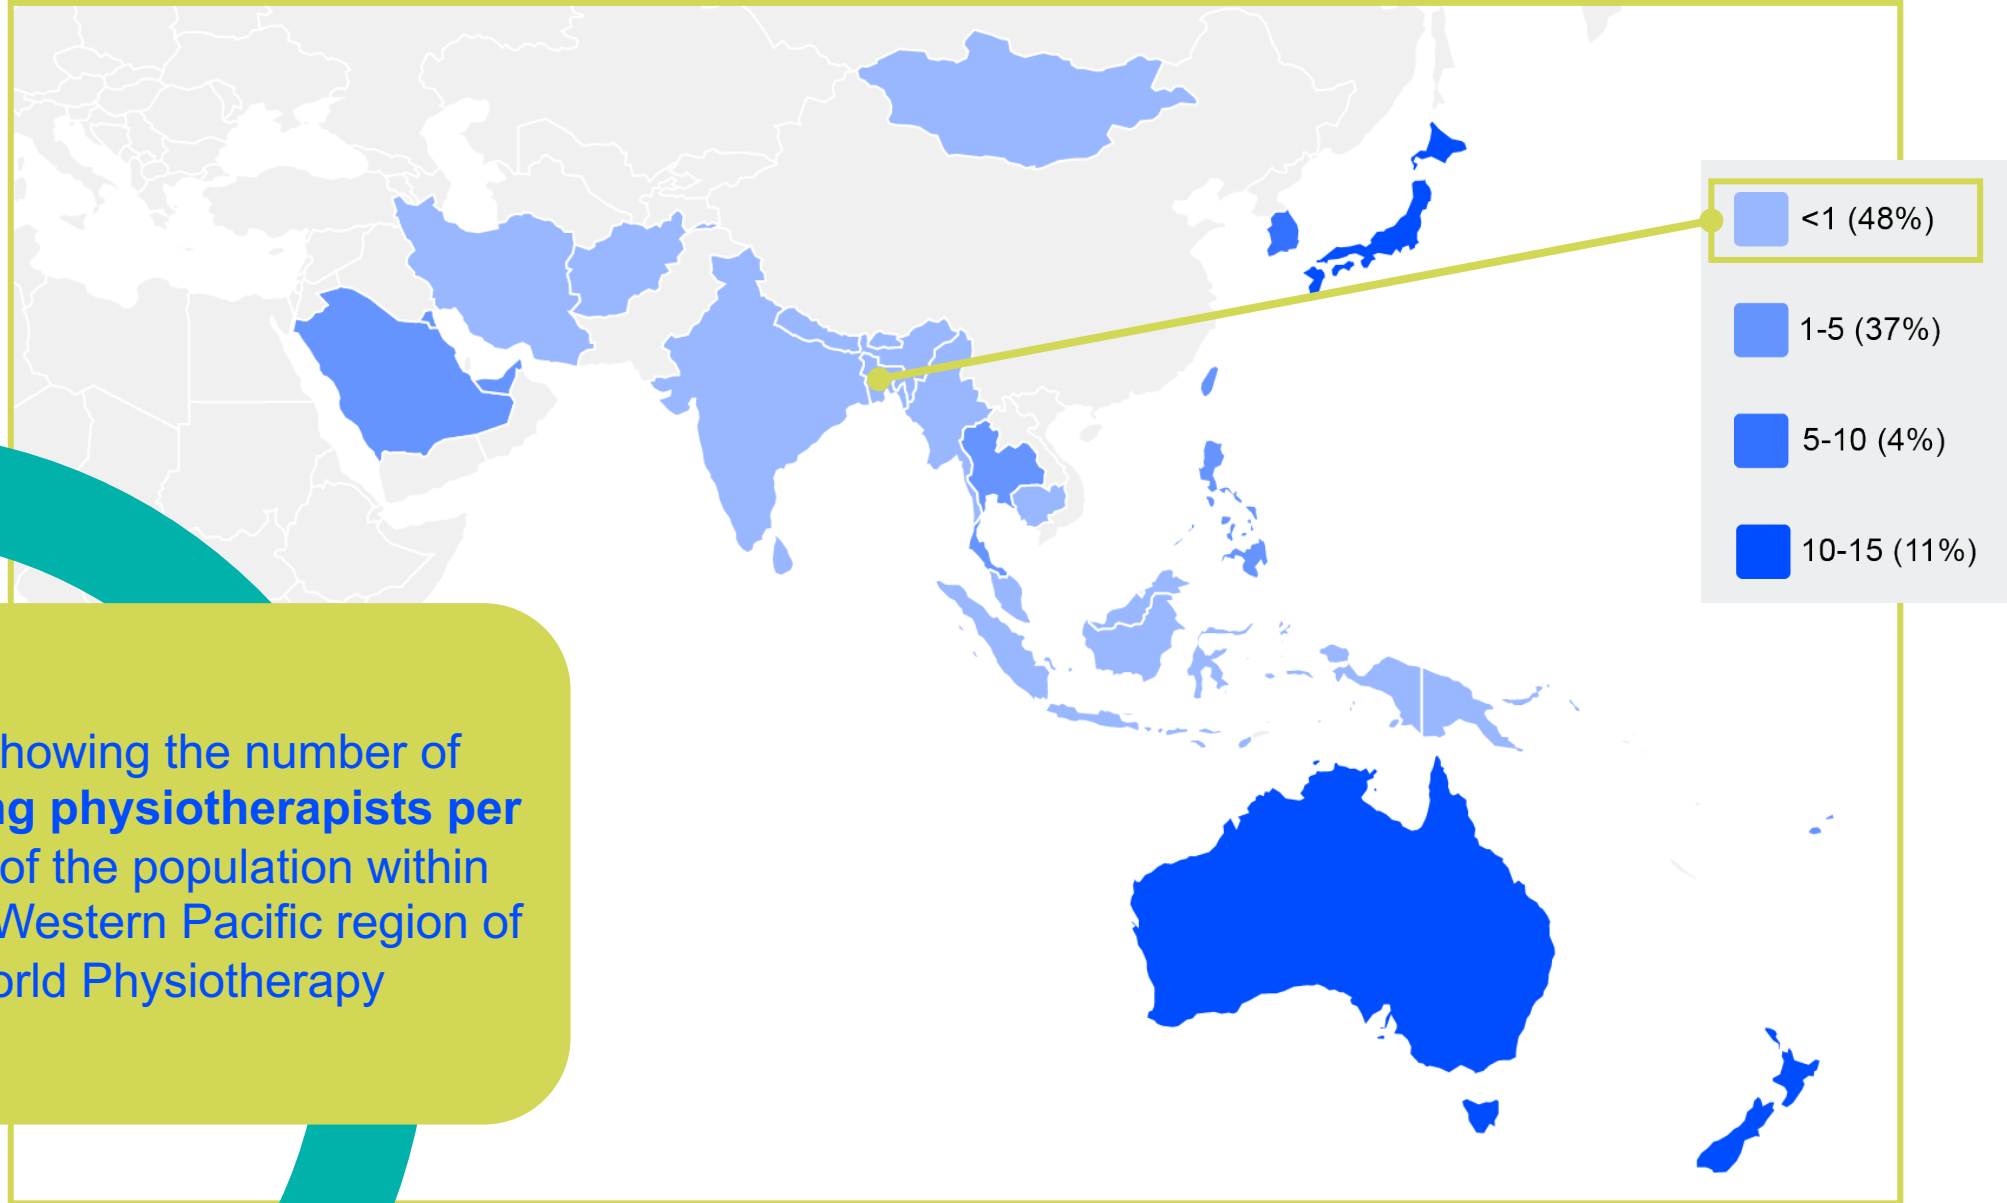 howing the number of
ng physiotherapists per
of the population within
Western Pacific region of
orld Physiotherapy
<1 (48%)
1-5 (37%)
5-10 (4%)
10-15 (11%)